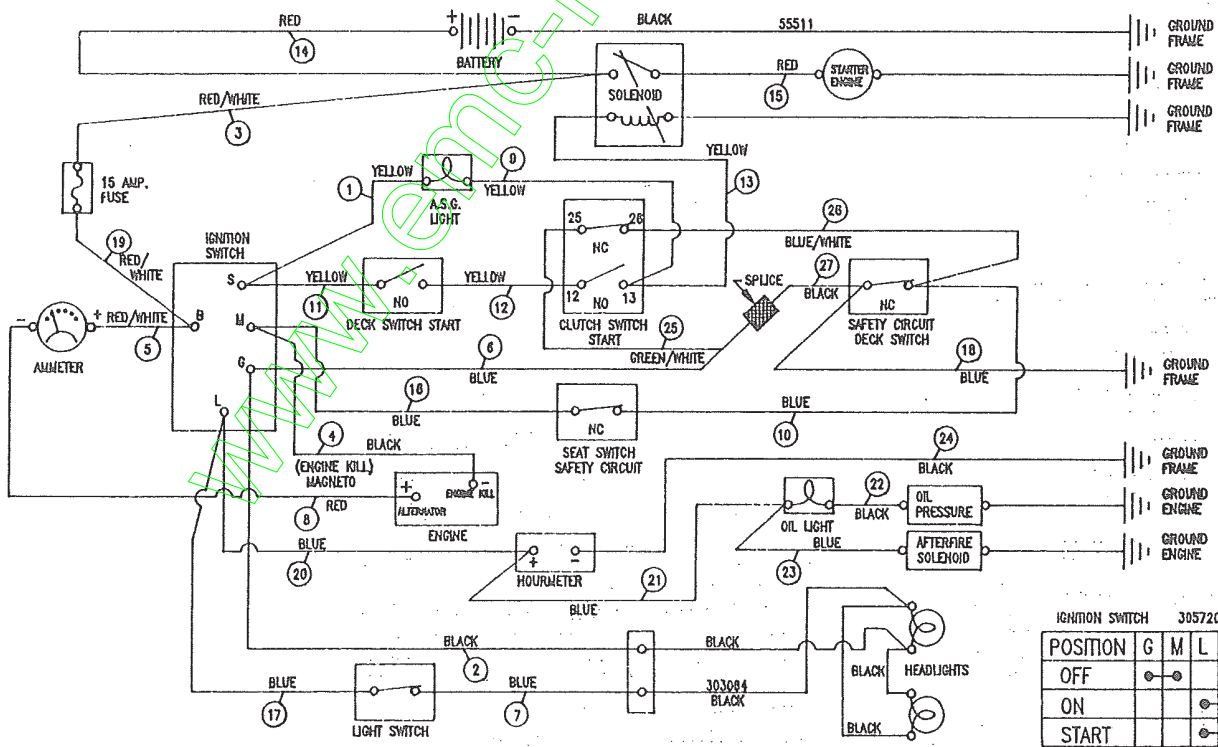 RED
14
+ -
BATTERY
BLACK
55511
GROUND
FRAME
RED/WHITE
3
SOLENOID
RED
15
STARTER
ENGINE
GROUND
FRAME
GROUND
FRAME
15 AMP.
FUSE
1
YELLOW
9
YELLOW
A.S.G.
LIGHT
YELLOW
13
19
RED/
WHITE
IGNITION
SWITCH
25 26
NC
26
BLUE/WHITE
27
BLACK
SPLICE
S
YELLOW
11
NO
DECK SWITCH START
YELLOW
12
12 NO 13
CLUTCH SWITCH
START
NC
SAFETY CIRCUIT
DECK SWITCH
- +
AMMETER
RED/WHITE
5
B
M
G
L
6
BLUE
25
GREEN/WHITE
18
BLUE
GROUND
FRAME
16
BLUE
NC
SEAT SWITCH
SAFETY CIRCUIT
BLUE
10
4
BLACK
(ENGINE KILL)
MAGNETO
8
RED
+ -
ALTERNATOR
ENGINE KILL
ENGINE
24
BLACK
GROUND
FRAME
OIL LIGHT
22
BLACK
OIL
PRESSURE
GROUND
ENGINE
BLUE
20
+ -
HOURMETER
BLUE
23
AFTERFIRE
SOLENOID
GROUND
ENGINE
21
BLUE
BLACK
2
BLACK
BLACK
HEADLIGHTS
BLUE
17
LIGHT SWITCH
BLUE
7
303084
BLACK
BLACK
IGNITION SWITCH 305720
POSITION G M L
OFF
ON
START